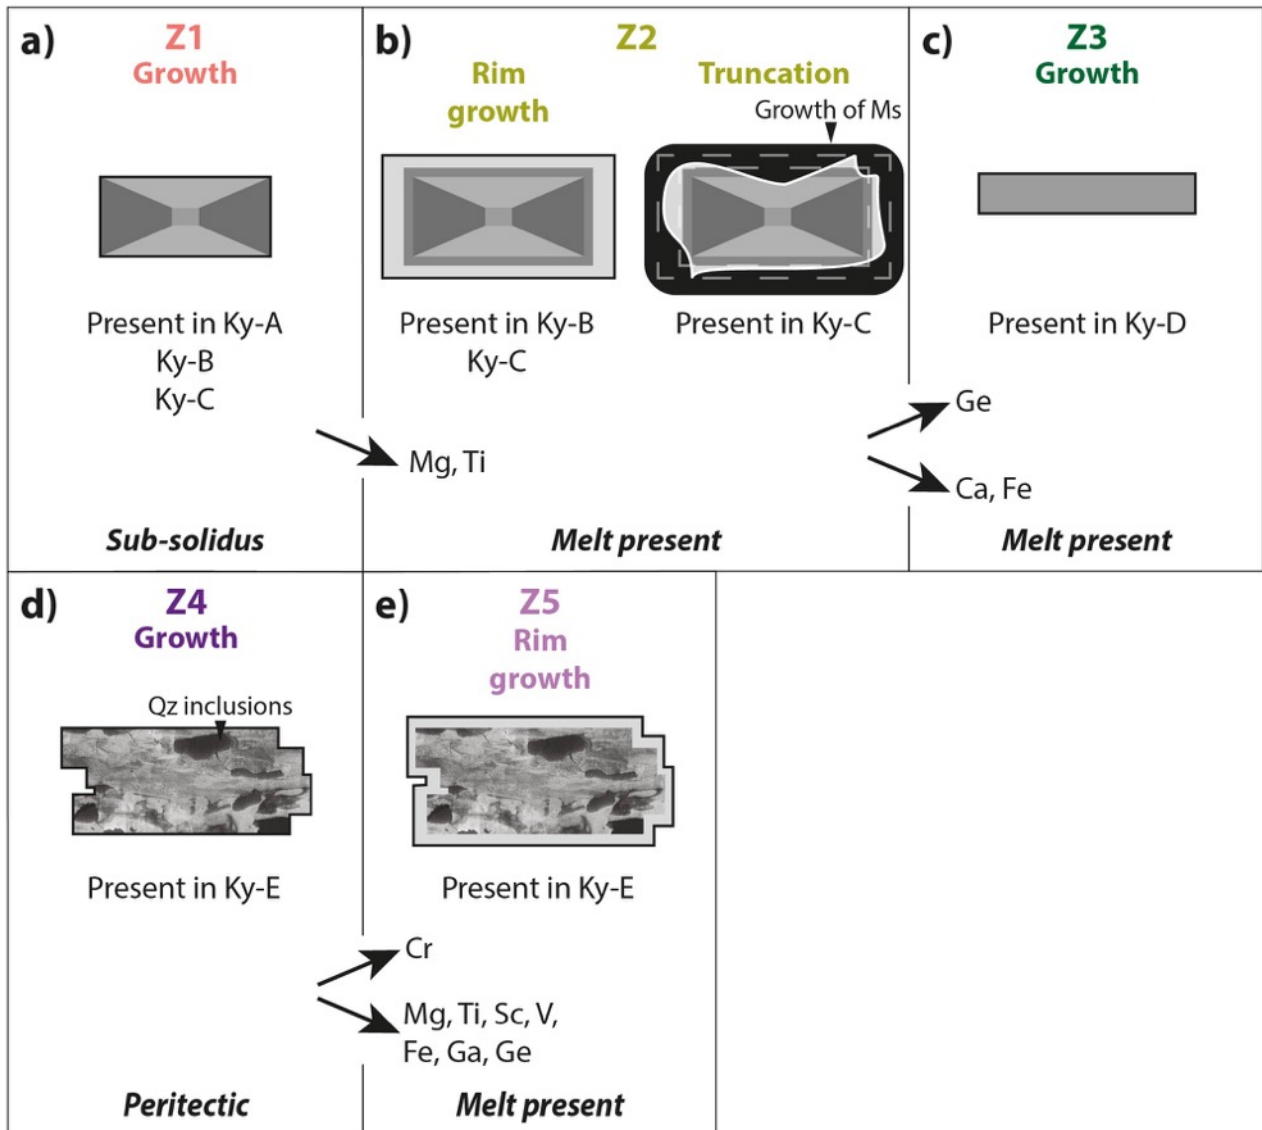 a)
Z1
Growth
Present in Ky-A
Ky-B
Ky-C
Sub-solidus
b)
Z2
Rim
growth
Truncation
Growth of Ms
Present in Ky-B
Ky-C
Present in Ky-C
Mg, Ti
Melt present
c)
Z3
Growth
Present in Ky-D
Ge
Ca, Fe
Melt present
d)
Z4
Growth
Qz inclusions
Present in Ky-E
Peritectic
e)
Z5
Rim
growth
Present in Ky-E
Cr
Mg, Ti, Sc, V,
Fe, Ga, Ge
Melt present